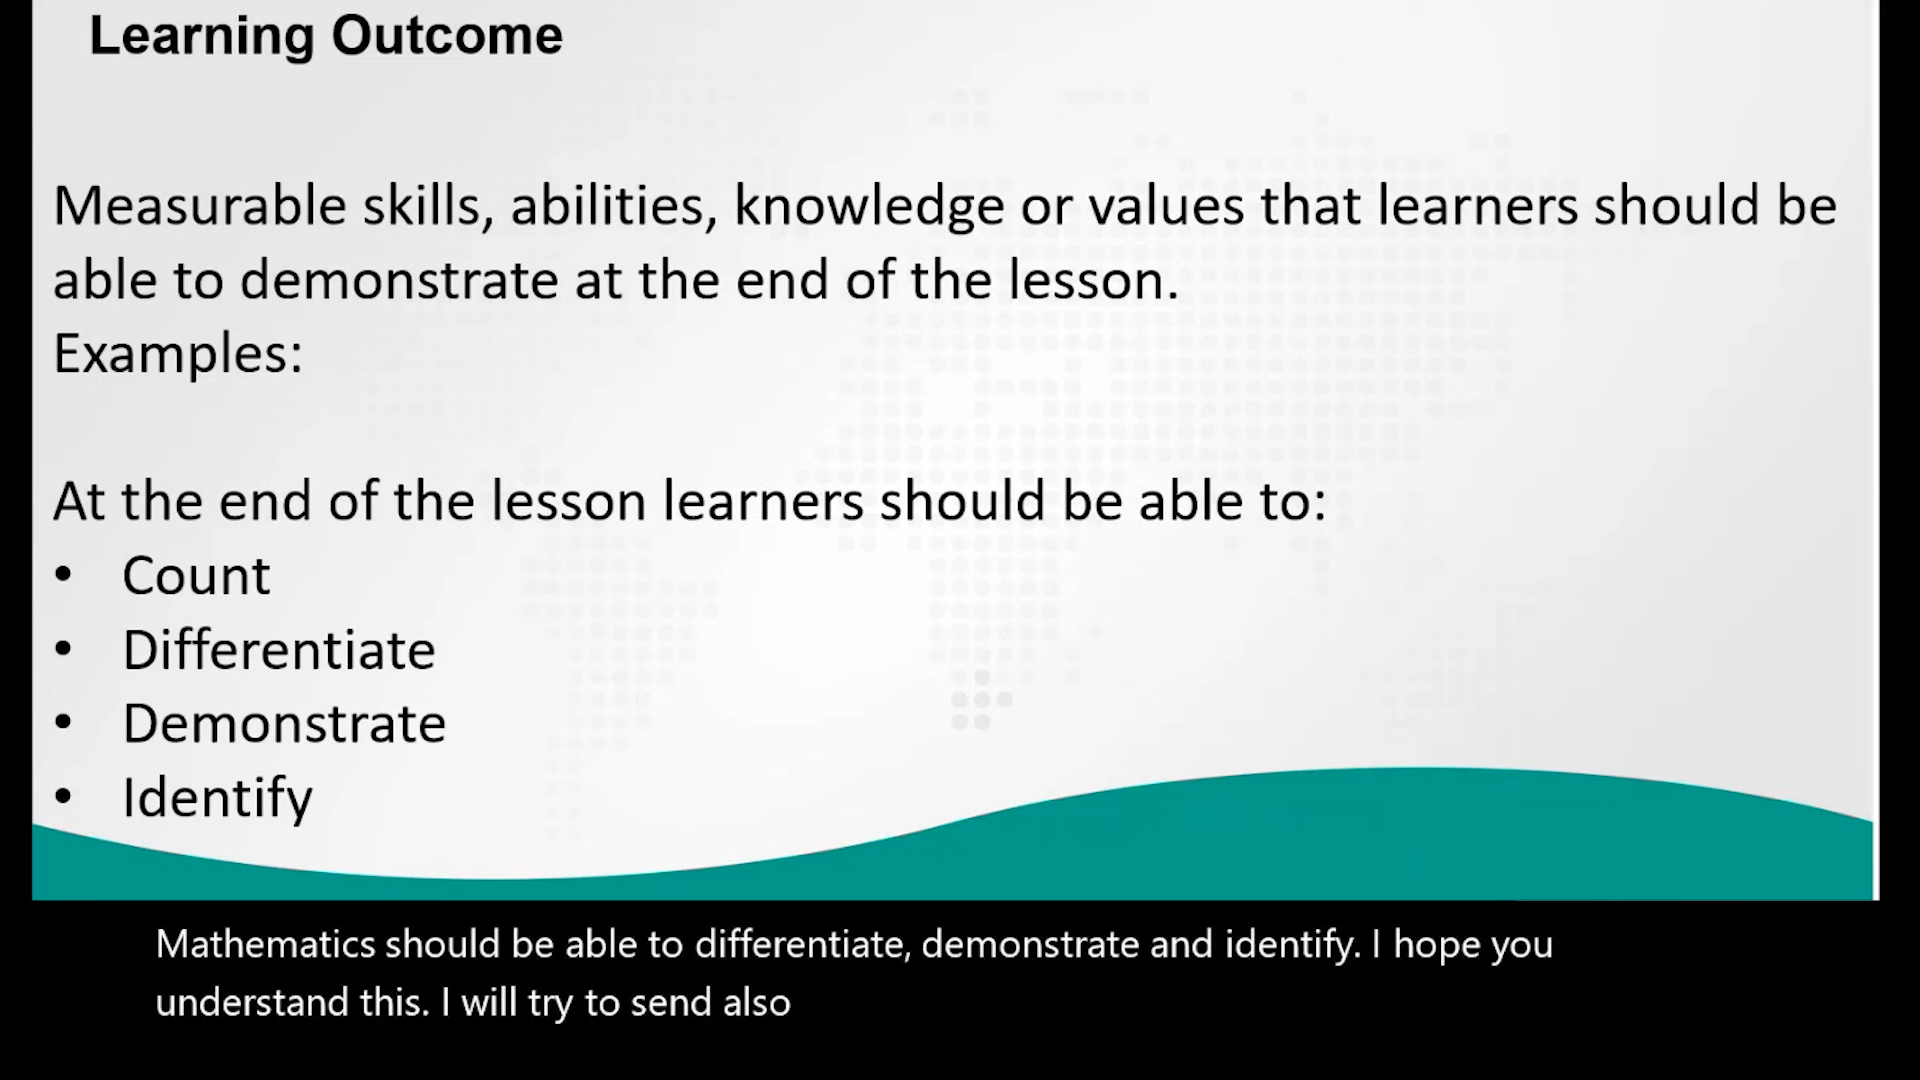 Learning Outcome
Measurable skills, abilities, knowledge or values that learners should be
able to demonstrate at the end of the lesson.
Examples:
At the end of the lesson learners should be able to:
• Count
• Differentiate
• Demonstrate
• Identify
Mathematics should be able to differentiate, demonstrate and identify. I hope you
understand this. I will try to send also